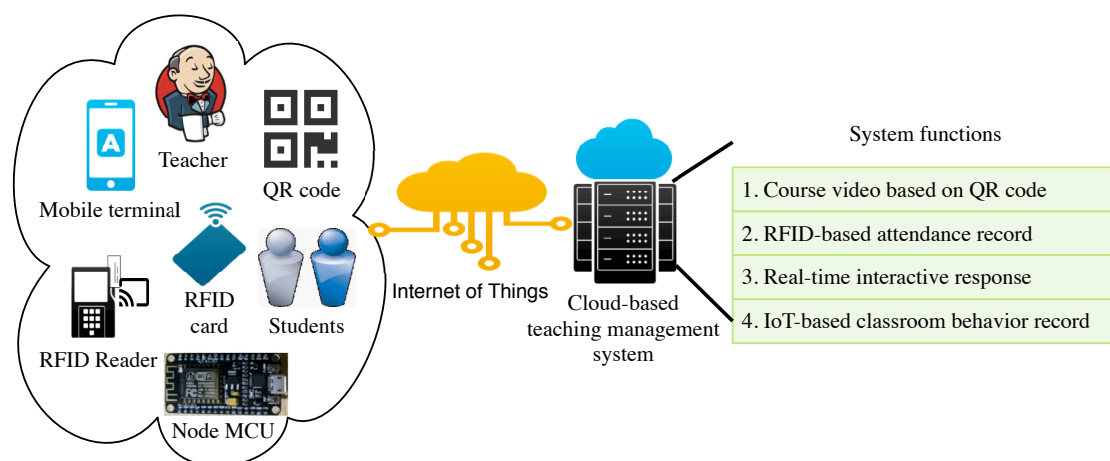 Teacher
QR code
Mobile terminal
A
RFID
card
Students
RFID Reader
Node MCU
Internet of Things
Cloud-based
teaching management
system
System functions
1. Course video based on QR code
2. RFID-based attendance record
3. Real-time interactive response
4. IoT-based classroom behavior record